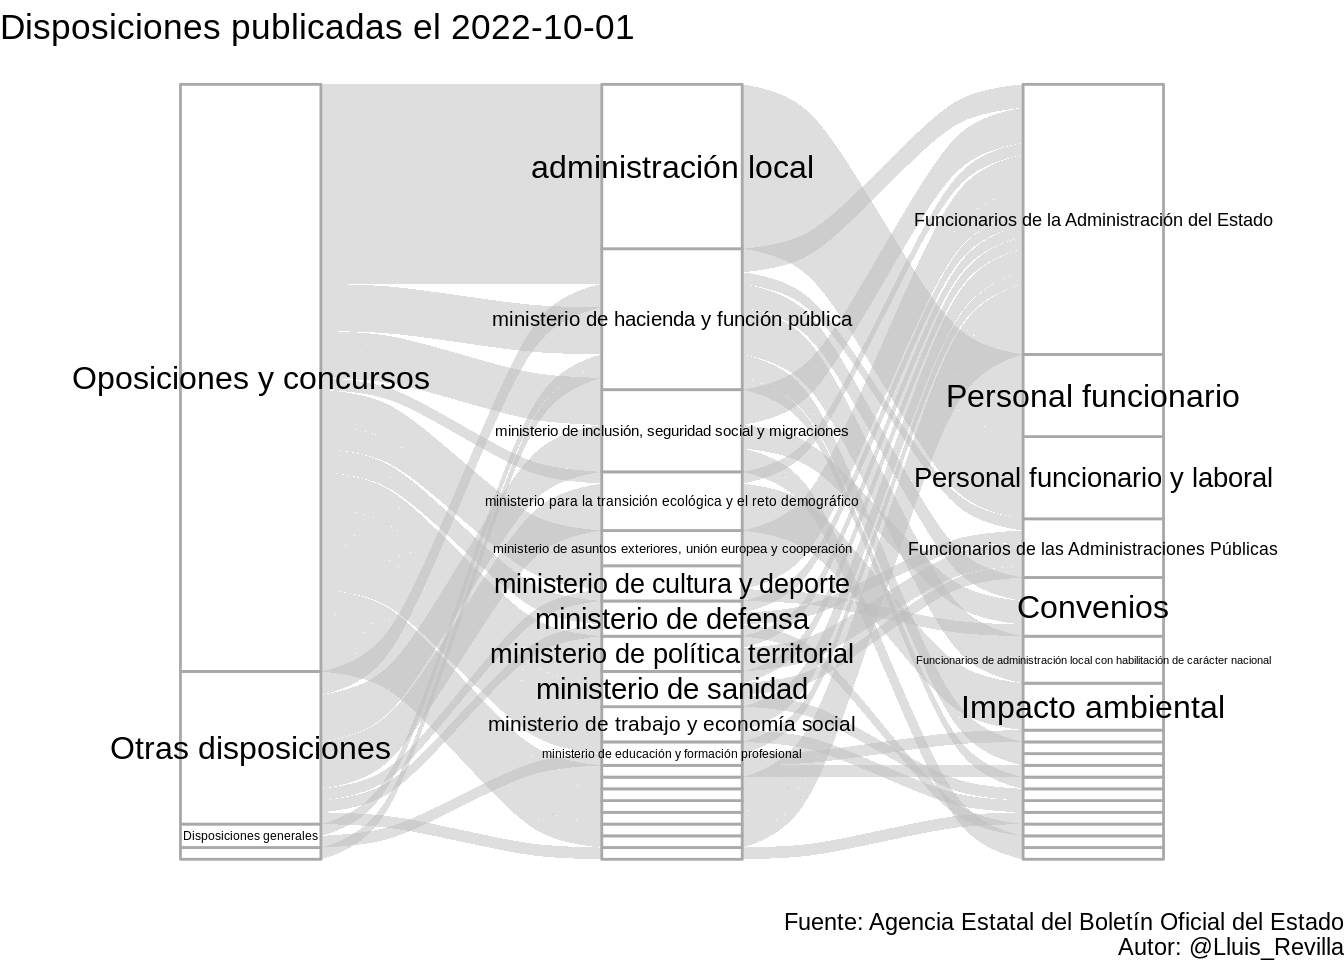 Disposiciones publicadas el 2022-10-01
Oposiciones y concursos
Otras disposiciones
Disposiciones generales
administración local
ministerio de hacienda y función pública
ministerio de inclusión, seguridad social y migraciones
ministerio para la transición ecológica y el reto demográfico
ministerio de asuntos exteriores, unión europea y cooperación
ministerio de cultura y deporte
ministerio de defensa
ministerio de política territorial
ministerio de sanidad
ministerio de trabajo y economía social
ministerio de educación y formación profesional
Funcionarios de la Administración del Estado
Personal funcionario
Personal funcionario y laboral
Funcionarios de las Administraciones Públicas
Convenios
Funcionarios de administración local con habilitación de carácter nacional
Impacto ambiental
Fuente: Agencia Estatal del Boletín Oficial del Estado
Autor: @Lluis_Revilla